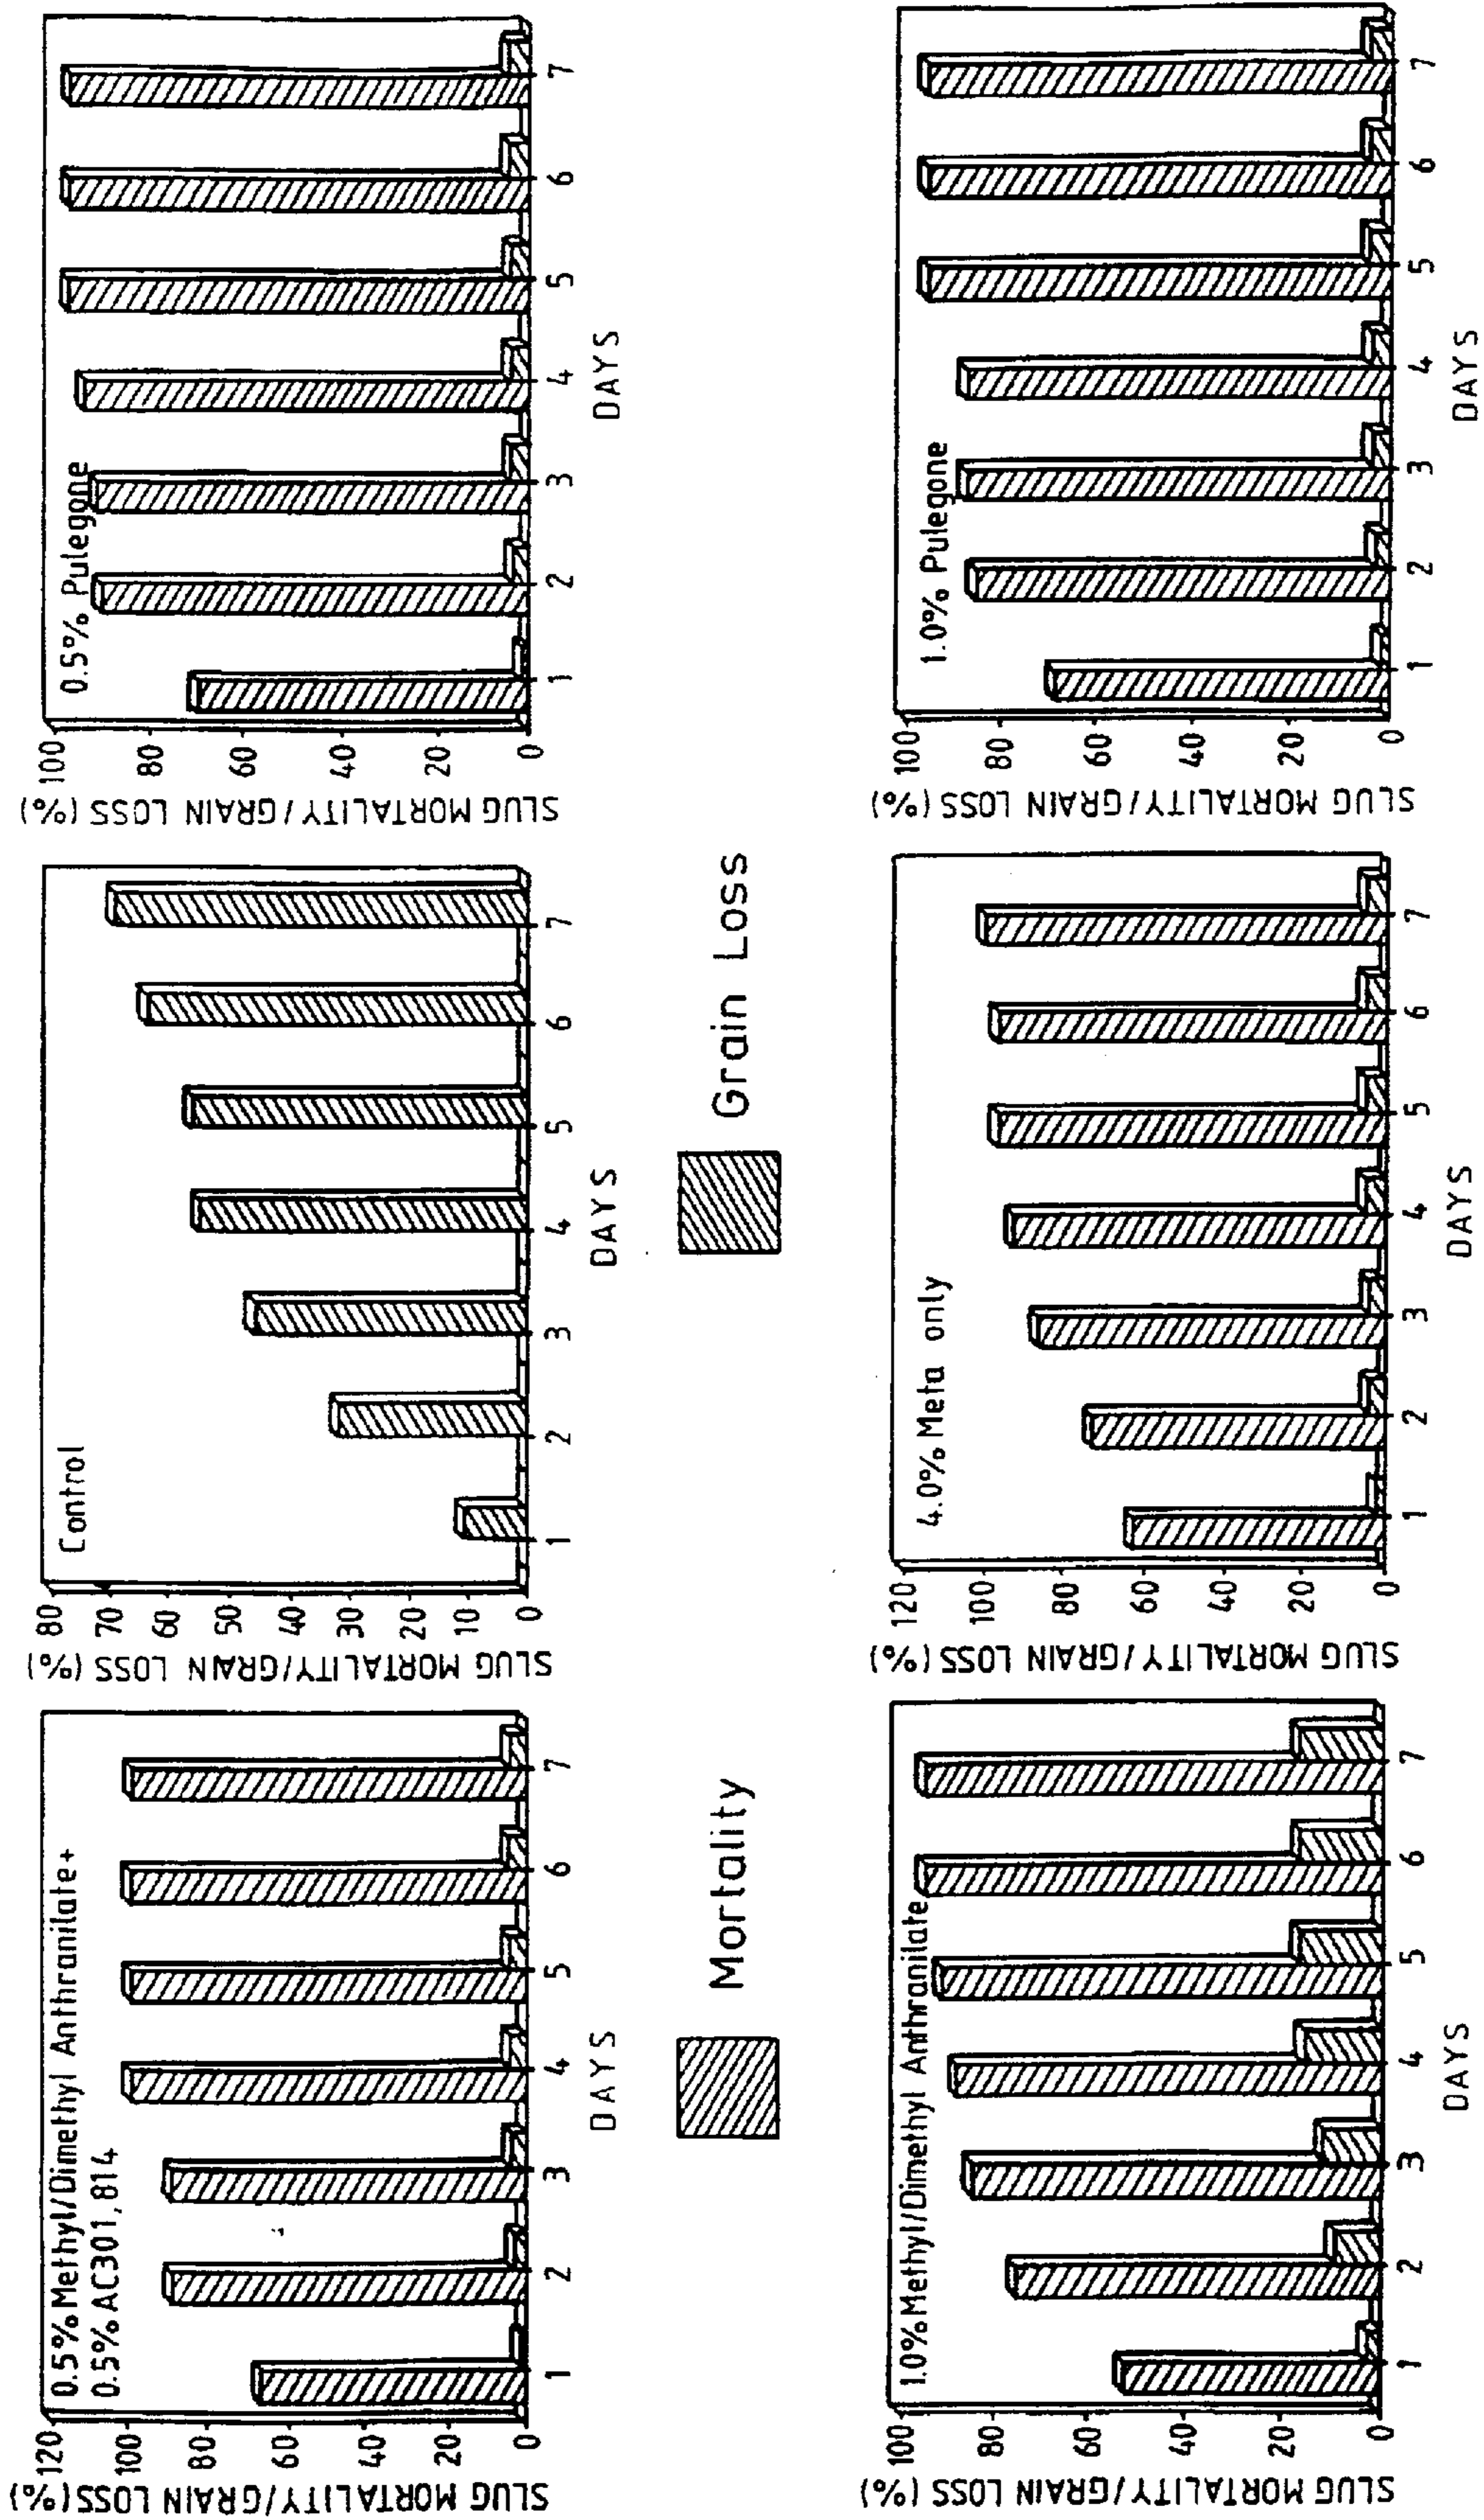 0.5% Methyl/Dimethyl Anthranilate+
0.5% AC301,814
SLUG MORTALITY/GRAIN LOSS (%)
120
100
80
60
40
20
0
1 2 3 4 5 6 7
DAYS
Control
SLUG MORTALITY/GRAIN LOSS (%)
80
70
60
50
40
30
20
10
0
1 2 3 4 5 6 7
DAYS
0.5% Pulegone
SLUG MORTALITY/GRAIN LOSS (%)
100
80
60
40
20
0
1 2 3 4 5 6 7
DAYS
Mortality
Grain Loss
1.0% Methyl/Dimethyl Anthranilate
SLUG MORTALITY/GRAIN LOSS (%)
100
80
60
40
20
0
1 2 3 4 5 6 7
DAYS
4.0% Meta only
SLUG MORTALITY/GRAIN LOSS (%)
120
100
80
60
40
20
0
1 2 3 4 5 6 7
DAYS
1.0% Pulegone
SLUG MORTALITY/GRAIN LOSS (%)
100
80
60
40
20
0
1 2 3 4 5 6 7
DAYS